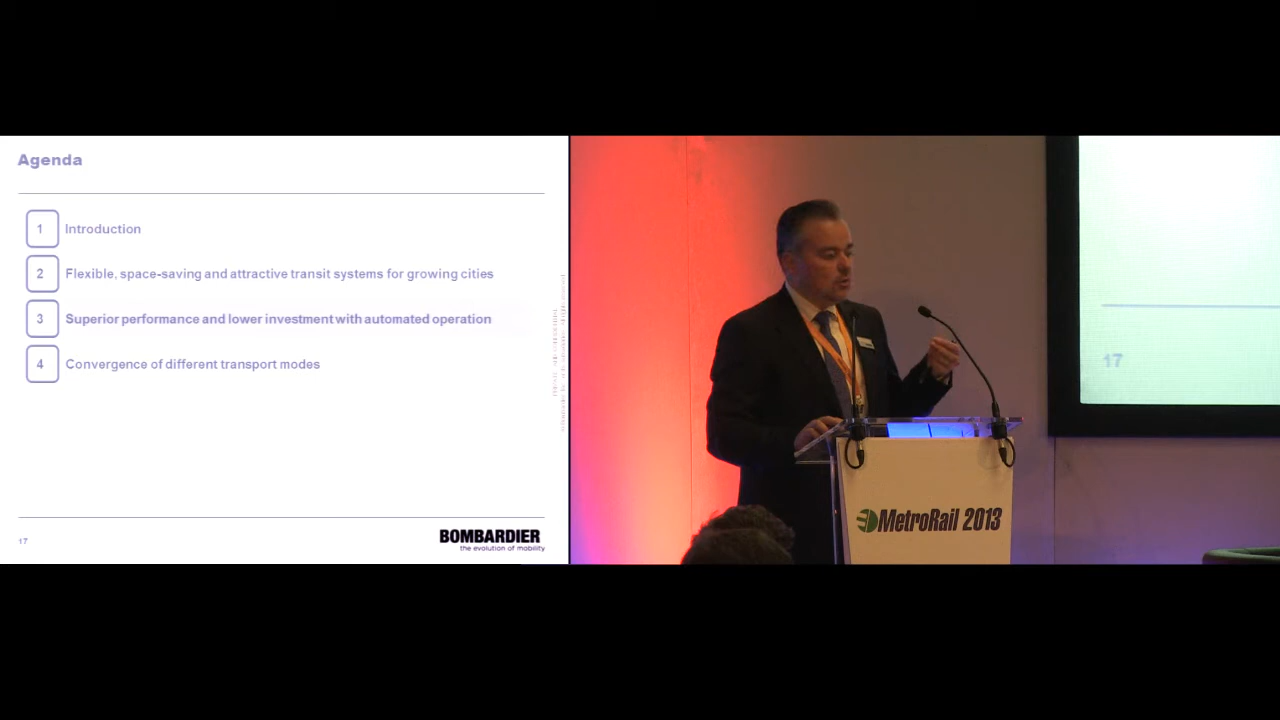 Agenda
1 Introduction
2 Flexible, space-saving and attractive transit systems for growing cities
3 Superior performance and lower investment with automated operation
4 Convergence of different transport modes
17
BOMBARDIER
the evolution of mobility
17
MetroRail 2013